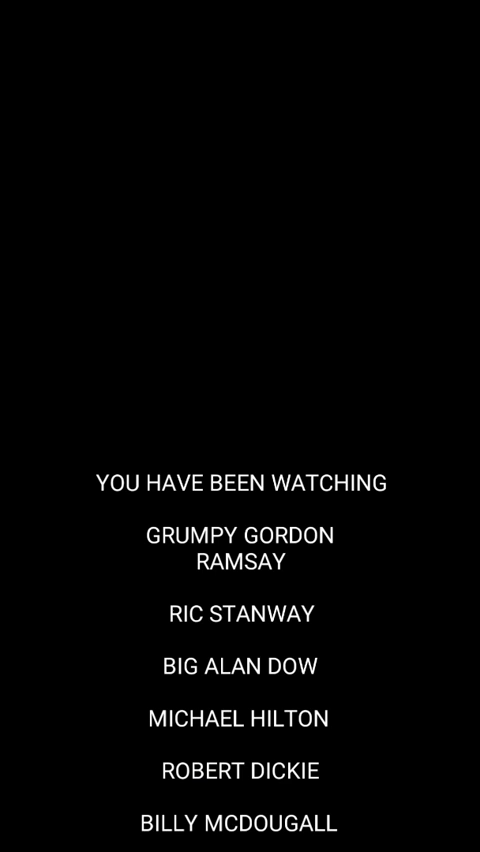 YOU HAVE BEEN WATCHING
GRUMPY GORDON
RAMSAY
RIC STANWAY
BIG ALAN DOW
MICHAEL HILTON
ROBERT DICKIE
BILLY MCDOUGALL